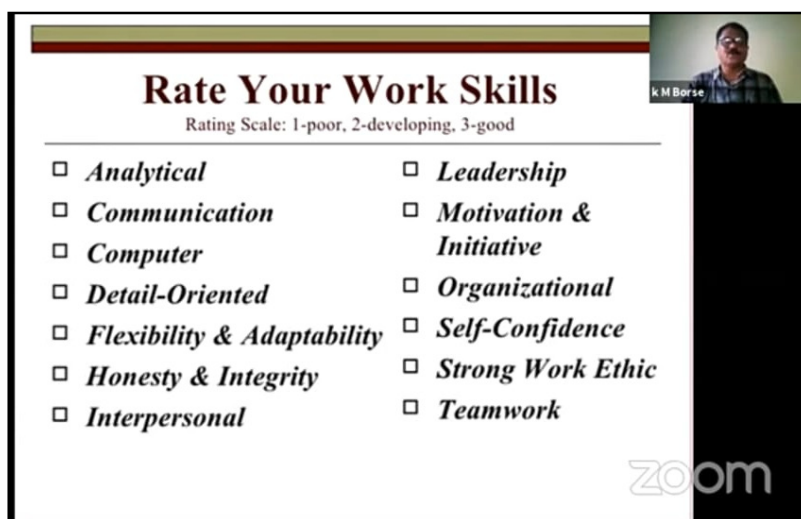 Rate Your Work Skills
Rating Scale: 1-poor, 2-developing, 3-good
Analytical
Communication
Computer
Detail-Oriented
Flexibility & Adaptability
Honesty & Integrity
Interpersonal
Leadership
Motivation &
Initiative
Organizational
Self-Confidence
Strong Work Ethic
Teamwork
k M Borse
zoom